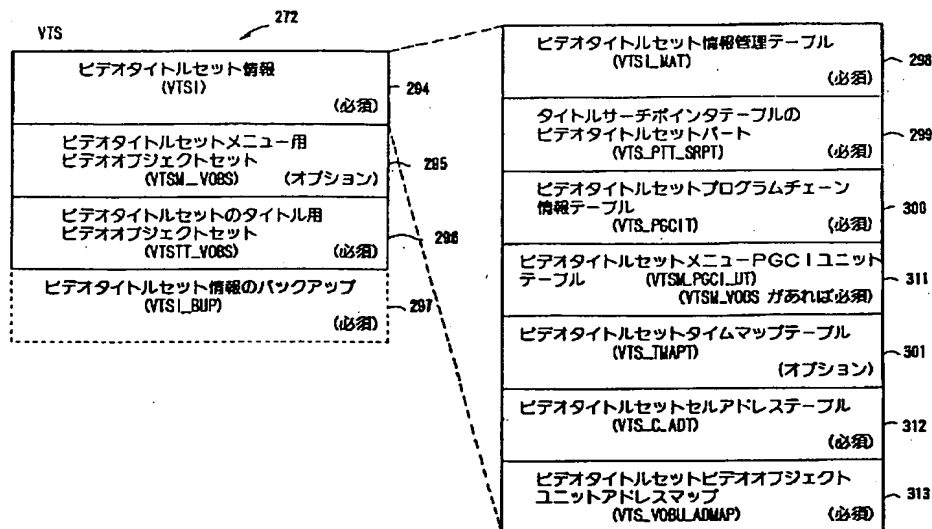 VTS
272
ビデオタイトルセット情報
(VTSI)
(必須)
294
ビデオタイトルセットメニュー用
ビデオオブジェクトセット
(VTSM_VOBS) (オプション)
295
ビデオタイトルセットのタイトル用
ビデオオブジェクトセット
(VTSTT_VOBS) (必須)
296
ビデオタイトルセット情報のバックアップ
(VTSI_BUP)
(必須)
297
ビデオタイトルセット情報管理テーブル
(VTSI_MAT)
(必須)
298
タイトルサーチポインタテーブルの
ビデオタイトルセットパート
(VTS_PTT_SRPT) (必須)
299
ビデオタイトルセットプログラムチェーン
情報テーブル
(VTS_PGCIT) (必須)
300
ビデオタイトルセットメニューPGCIユニット
テーブル (VTSM_PGCI_UT)
(VTSM_VOBS があれば必須)
311
ビデオタイトルセットタイムマップテーブル
(VTS_TMAPT)
(オプション)
301
ビデオタイトルセットセルアドレステーブル
(VTS_C_ADT)
(必須)
312
ビデオタイトルセットビデオオブジェクト
ユニットアドレスマップ
(VTS_VOBU_ADMAP) (必須)
313